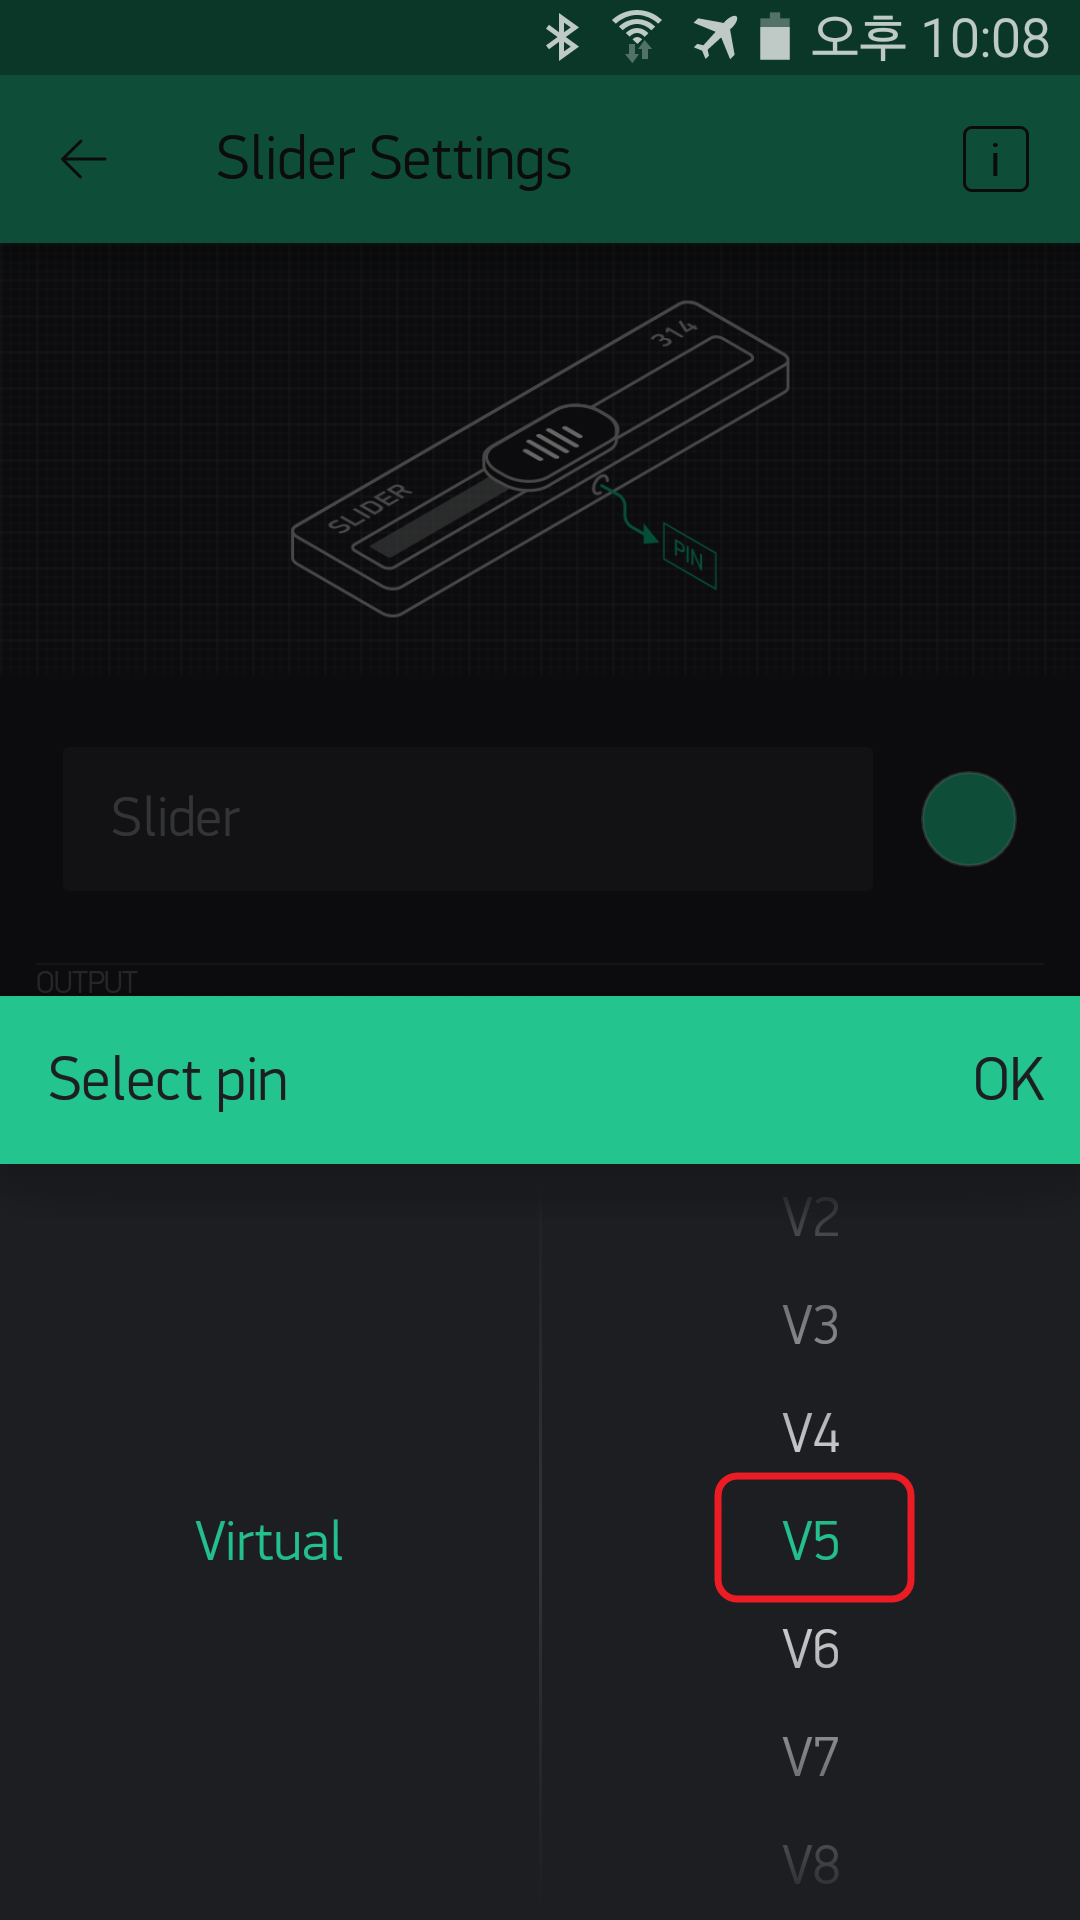 오후 10:08
Slider Settings
i
314
SLIDER
PIN
Slider
OUTPUT
Select pin OK
V2
V3
V4
Virtual V5
V6
V7
V8